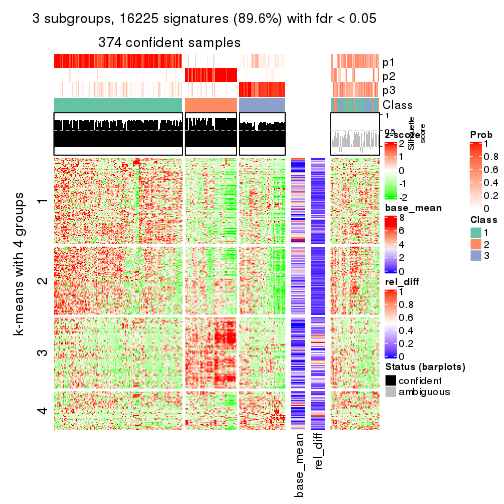 3 subgroups, 16225 signatures (89.6%) with fdr < 0.05
374 confident samples
p1
p2
p3
Class
1
0.5
Silhouette
score
k-means with 4 groups
1
2
3
4
base_mean
rel_diff
z-score
2
1
0
-1
-2
base_mean
8
6
4
2
0
rel_diff
1
0.8
0.6
0.4
0.2
0
Status (barplots)
confident
ambiguous
Prob
1
0.8
0.6
0.4
0.2
0
Class
1
2
3